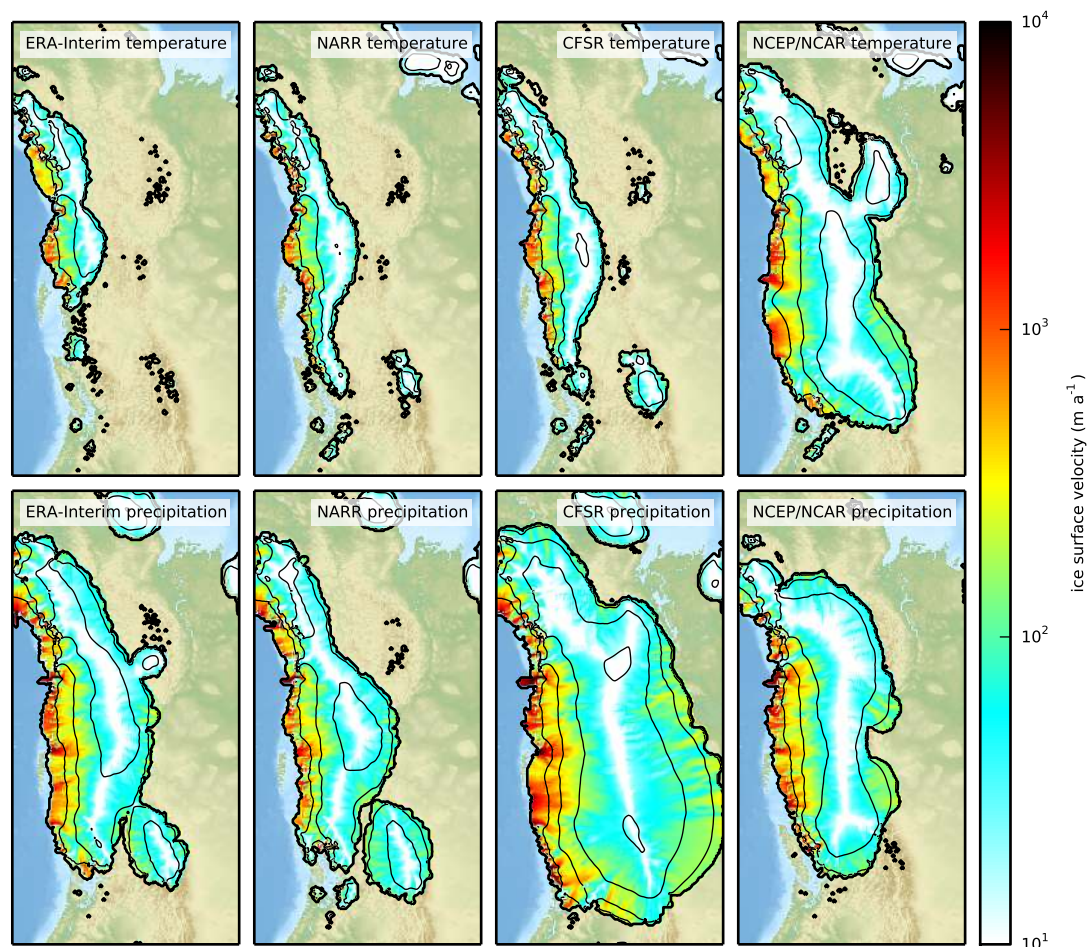 ERA-Interim temperature
NARR temperature
CFSR temperature
NCEP/NCAR temperature
ERA-Interim precipitation
NARR precipitation
CFSR precipitation
NCEP/NCAR precipitation
10⁴
10³
10²
10¹
ice surface velocity (m a⁻¹)